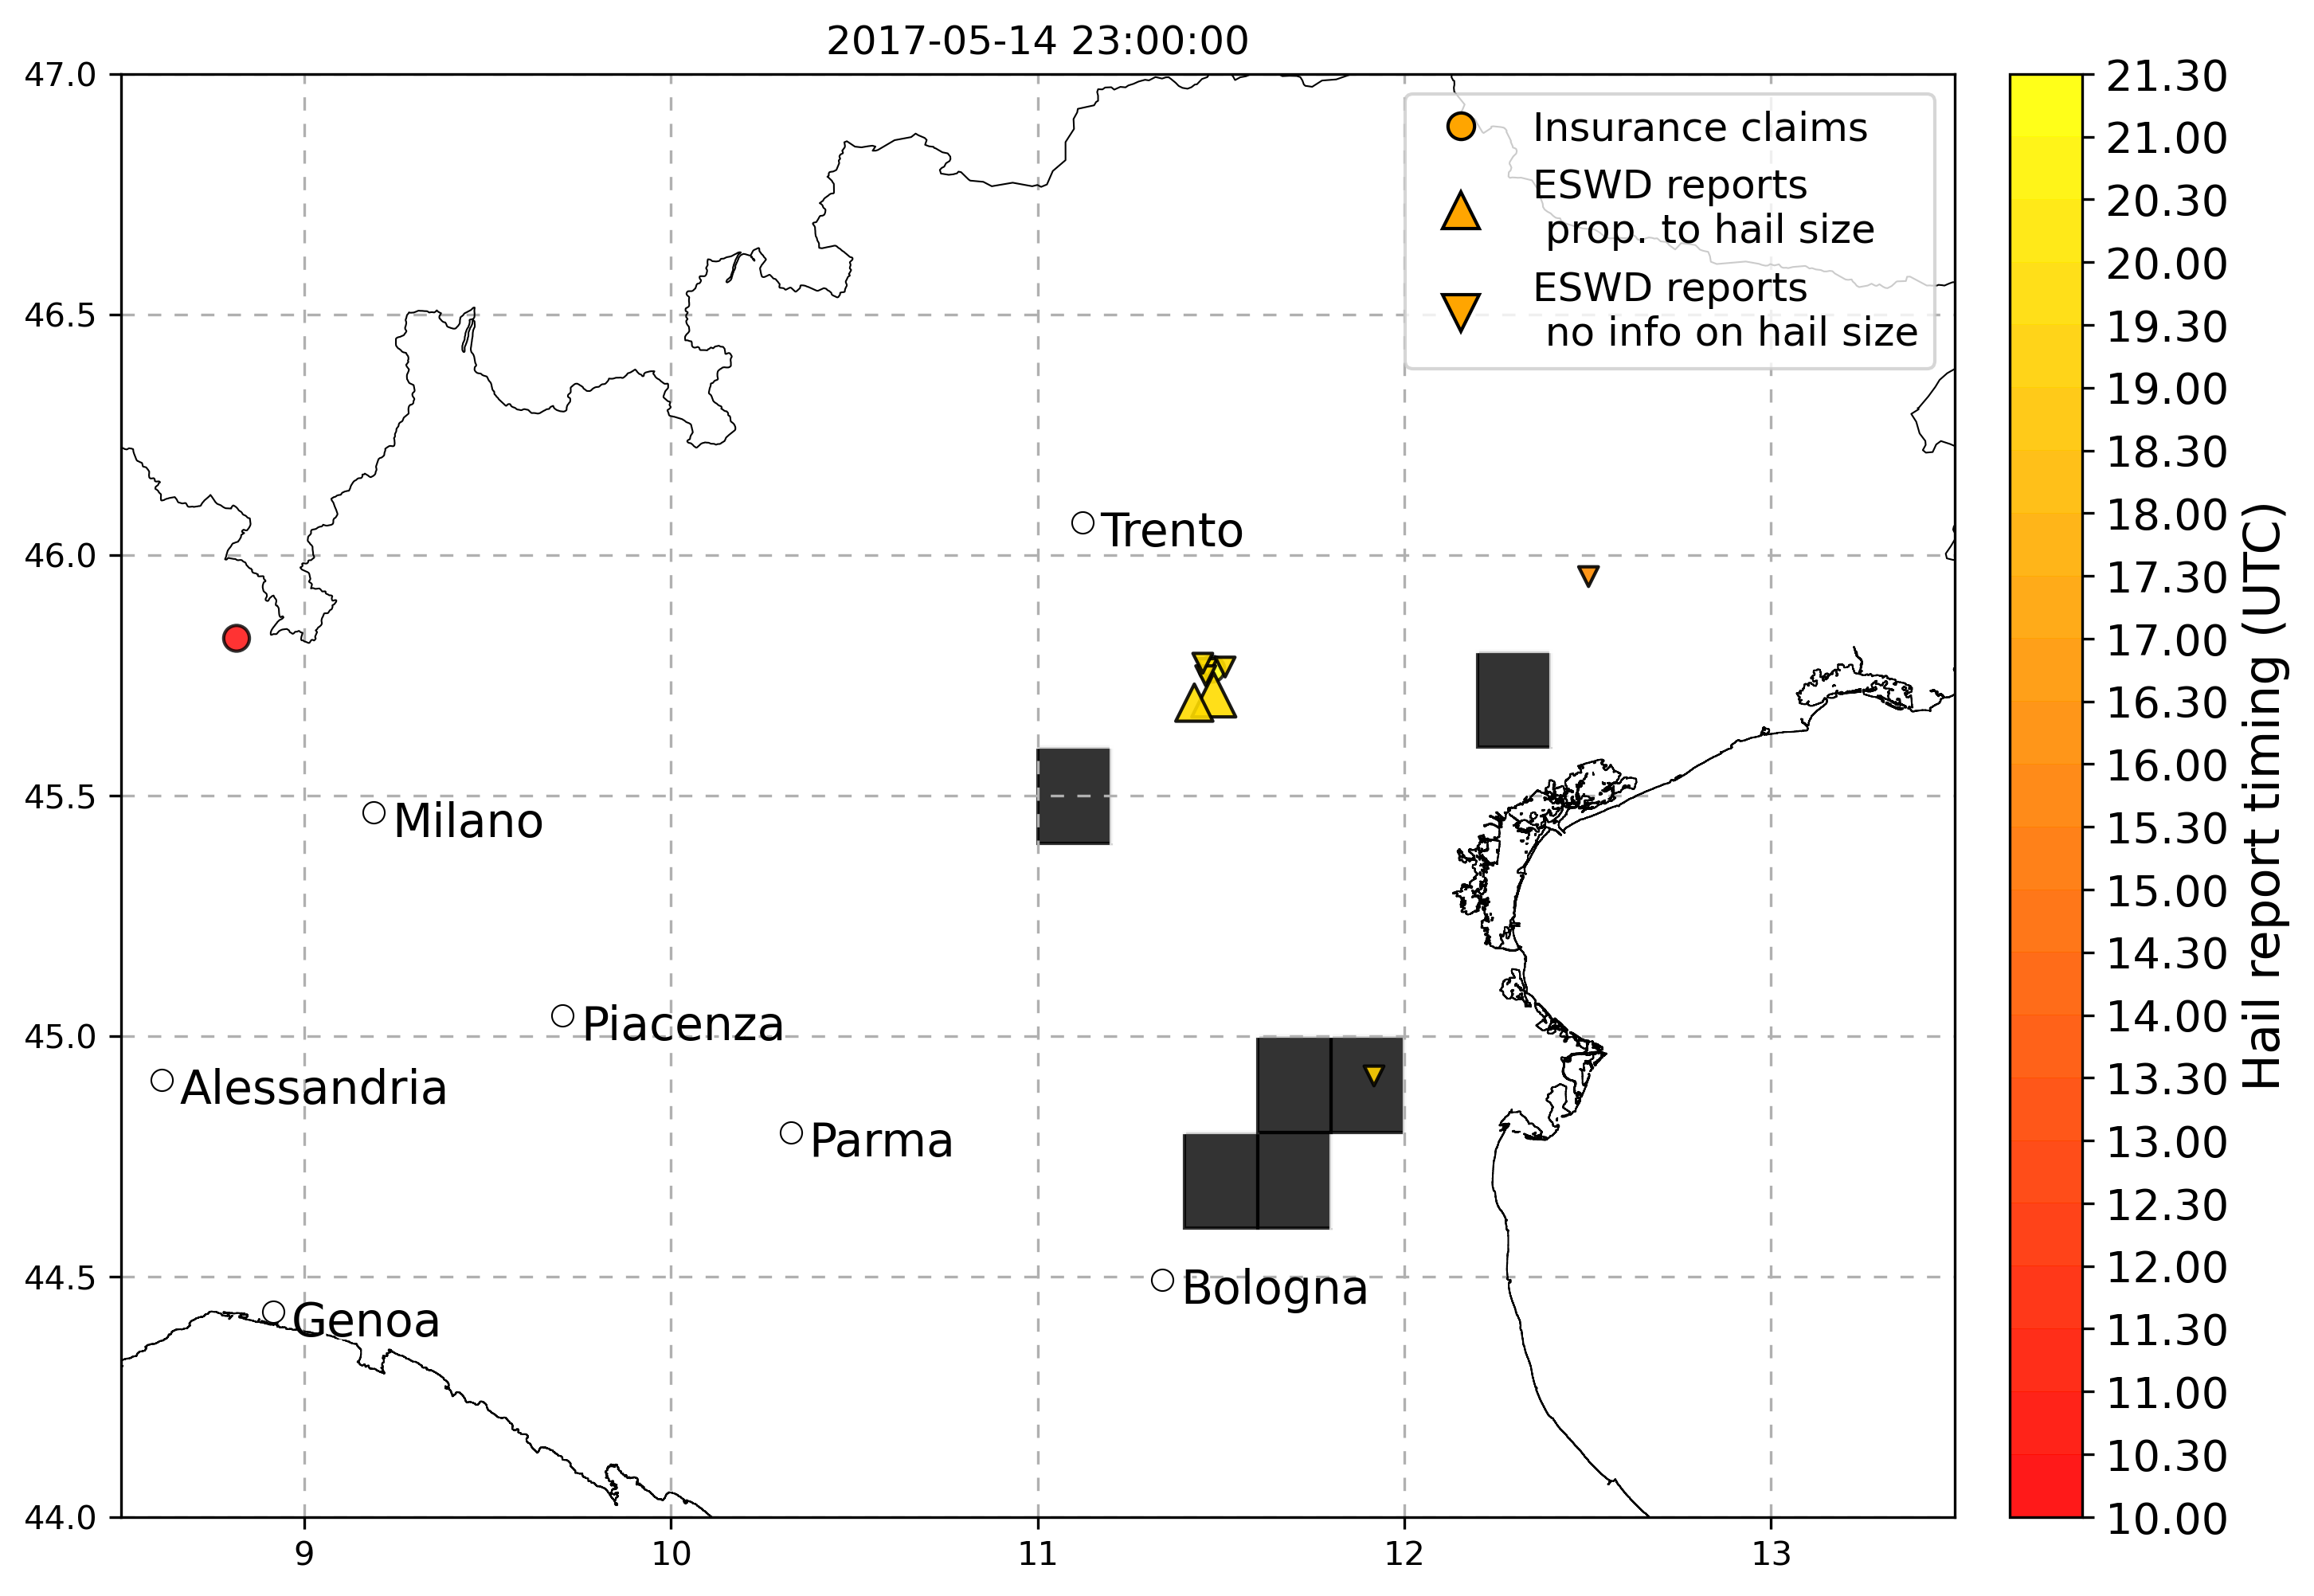 2017-05-14 23:00:00
47.0
46.5
46.0
45.5
45.0
44.5
44.0
9
10
11
12
13
Insurance claims
ESWD reports
prop. to hail size
ESWD reports
no info on hail size
Trento
Milano
Piacenza
Alessandria
Parma
Bologna
Genoa
21.30
21.00
20.30
20.00
19.30
19.00
18.30
18.00
17.30
17.00
16.30
16.00
15.30
15.00
14.30
14.00
13.30
13.00
12.30
12.00
11.30
11.00
10.30
10.00
Hail report timing (UTC)